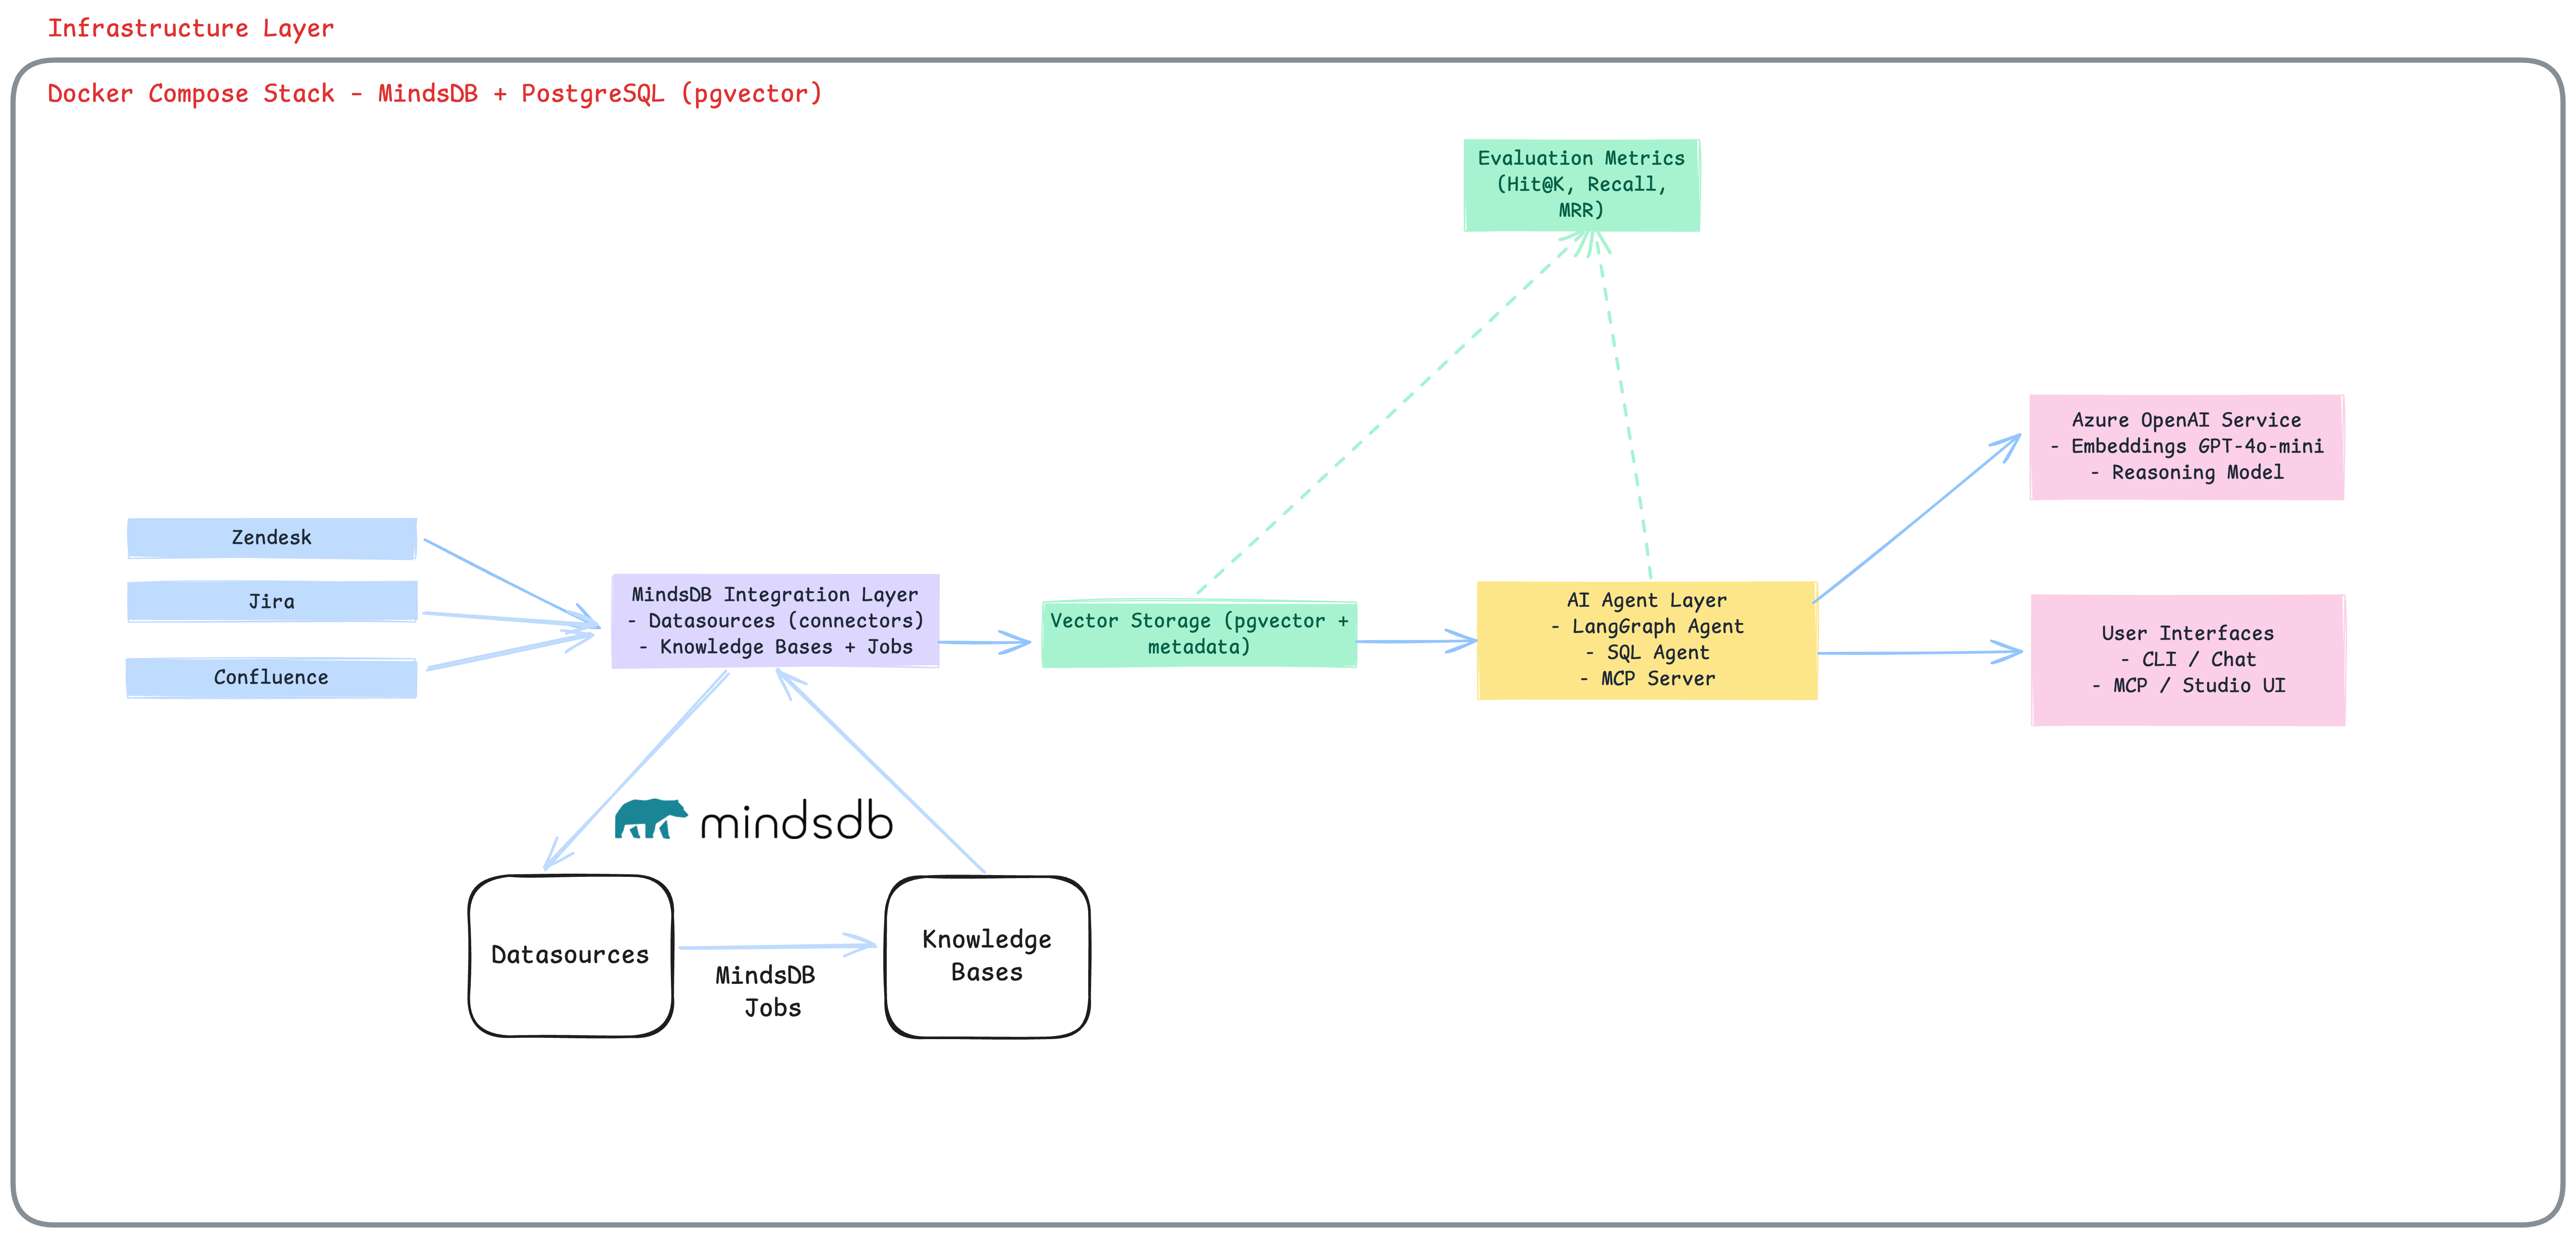 Infrastructure Layer
Docker Compose Stack - MindsDB + PostgreSQL (pgvector)
Evaluation Metrics
(Hit@K, Recall,
MRR)
Azure OpenAI Service
- Embeddings GPT-4o-mini
- Reasoning Model
Zendesk
Jira
Confluence
MindsDB Integration Layer
- Datasources (connectors)
- Knowledge Bases + Jobs
Vector Storage (pgvector +
metadata)
AI Agent Layer
- LangGraph Agent
- SQL Agent
- MCP Server
User Interfaces
- CLI / Chat
- MCP / Studio UI
mindsdb
Datasources
MindsDB
Jobs
Knowledge
Bases